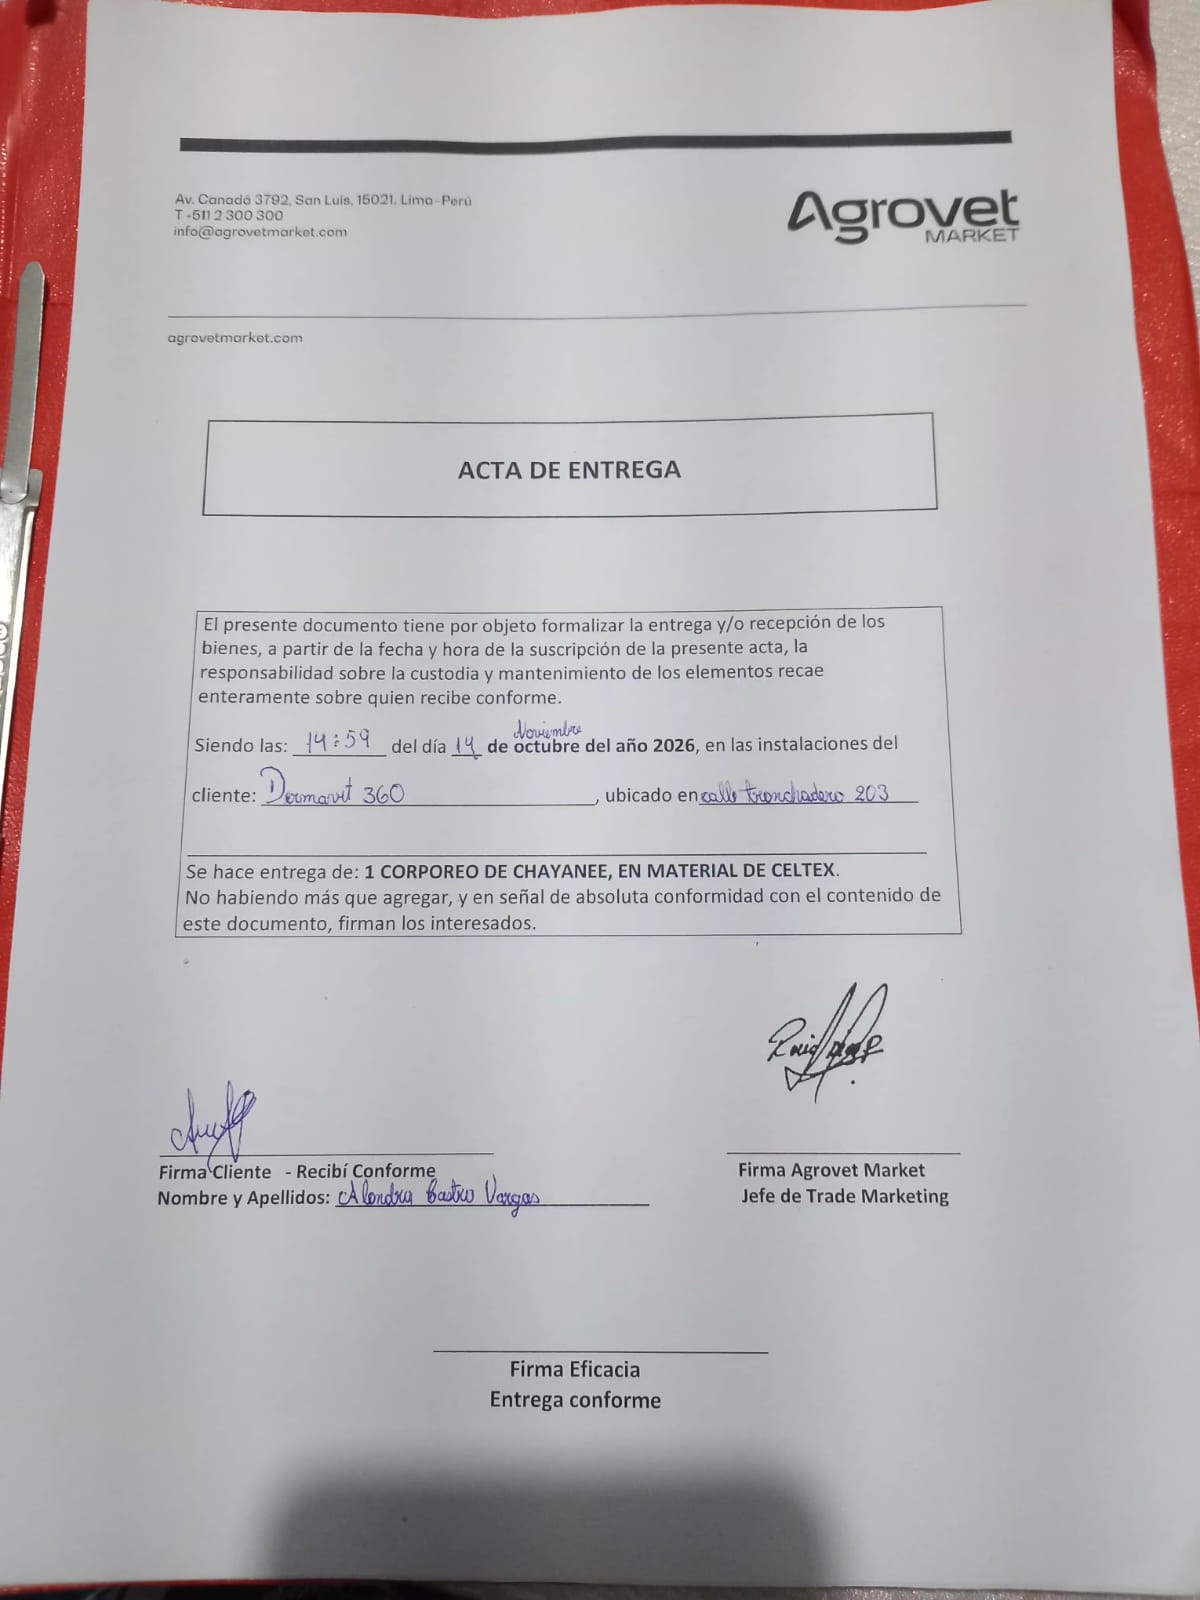 Av. Canadá 3792, San Luis, 15021. Lima-Perú
T +511 2 300 300
info@agrovetmarket.com
Agrovet
MARKET
agrovetmarket.com
ACTA DE ENTREGA
El presente documento tiene por objeto formalizar la entrega y/o recepción de los
bienes, a partir de la fecha y hora de la suscripción de la presente acta, la
responsabilidad sobre la custodia y mantenimiento de los elementos recae
enteramente sobre quien recibe conforme.
Noviembre
Siendo las: 14:59 del día 14 de octubre del año 2026, en las instalaciones del
cliente: Dermavet 360, ubicado en calle tronchadero 203
Se hace entrega de: 1 CORPOREO DE CHAYANEE, EN MATERIAL DE CELTEX.
No habiendo más que agregar, y en señal de absoluta conformidad con el contenido de
este documento, firman los interesados.
Firma Cliente - Recibí Conforme
Nombre y Apellidos: Alondra Castro Vargas
Firma Agrovet Market
Jefe de Trade Marketing
Firma Eficacia
Entrega conforme